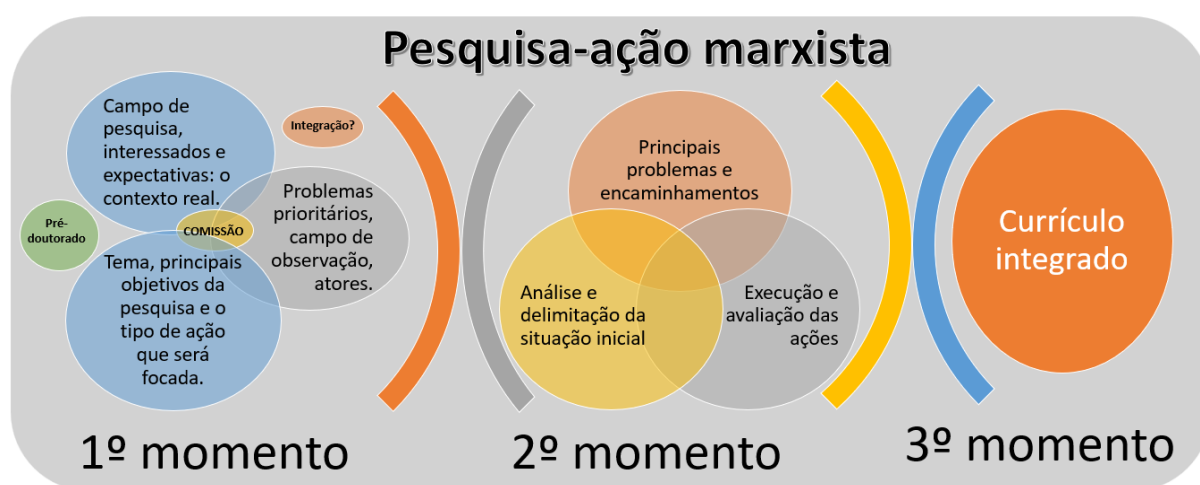 Pesquisa-ação marxista
Campo de
pesquisa,
interessados e
expectativas: o
contexto real.
Integração?
Pré-
doutorado
COMISSÃO
Problemas
prioritários,
campo de
observação,
atores.
Tema, principais
objetivos da
pesquisa e o
tipo de ação
que será
focada.
1º momento
Principais
problemas e
encaminhamentos
Análise e
delimitação da
situação inicial
Execução e
avaliação das
ações
2º momento
Currículo
integrado
3º momento